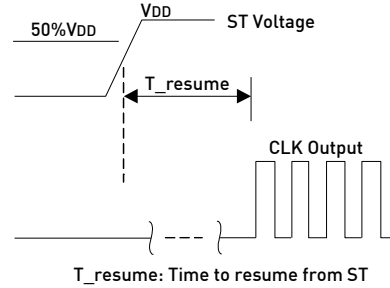 VDD
50%VDD
ST Voltage
T_resume
CLK Output
T_resume: Time to resume from ST